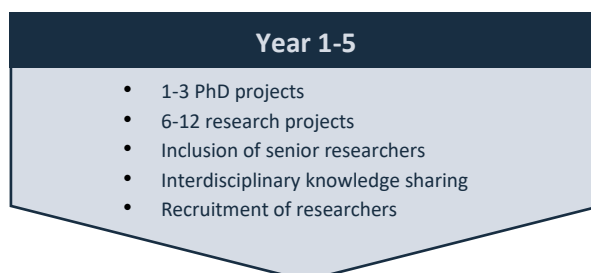 Year 1-5
• 1-3 PhD projects
• 6-12 research projects
• Inclusion of senior researchers
• Interdisciplinary knowledge sharing
• Recruitment of researchers